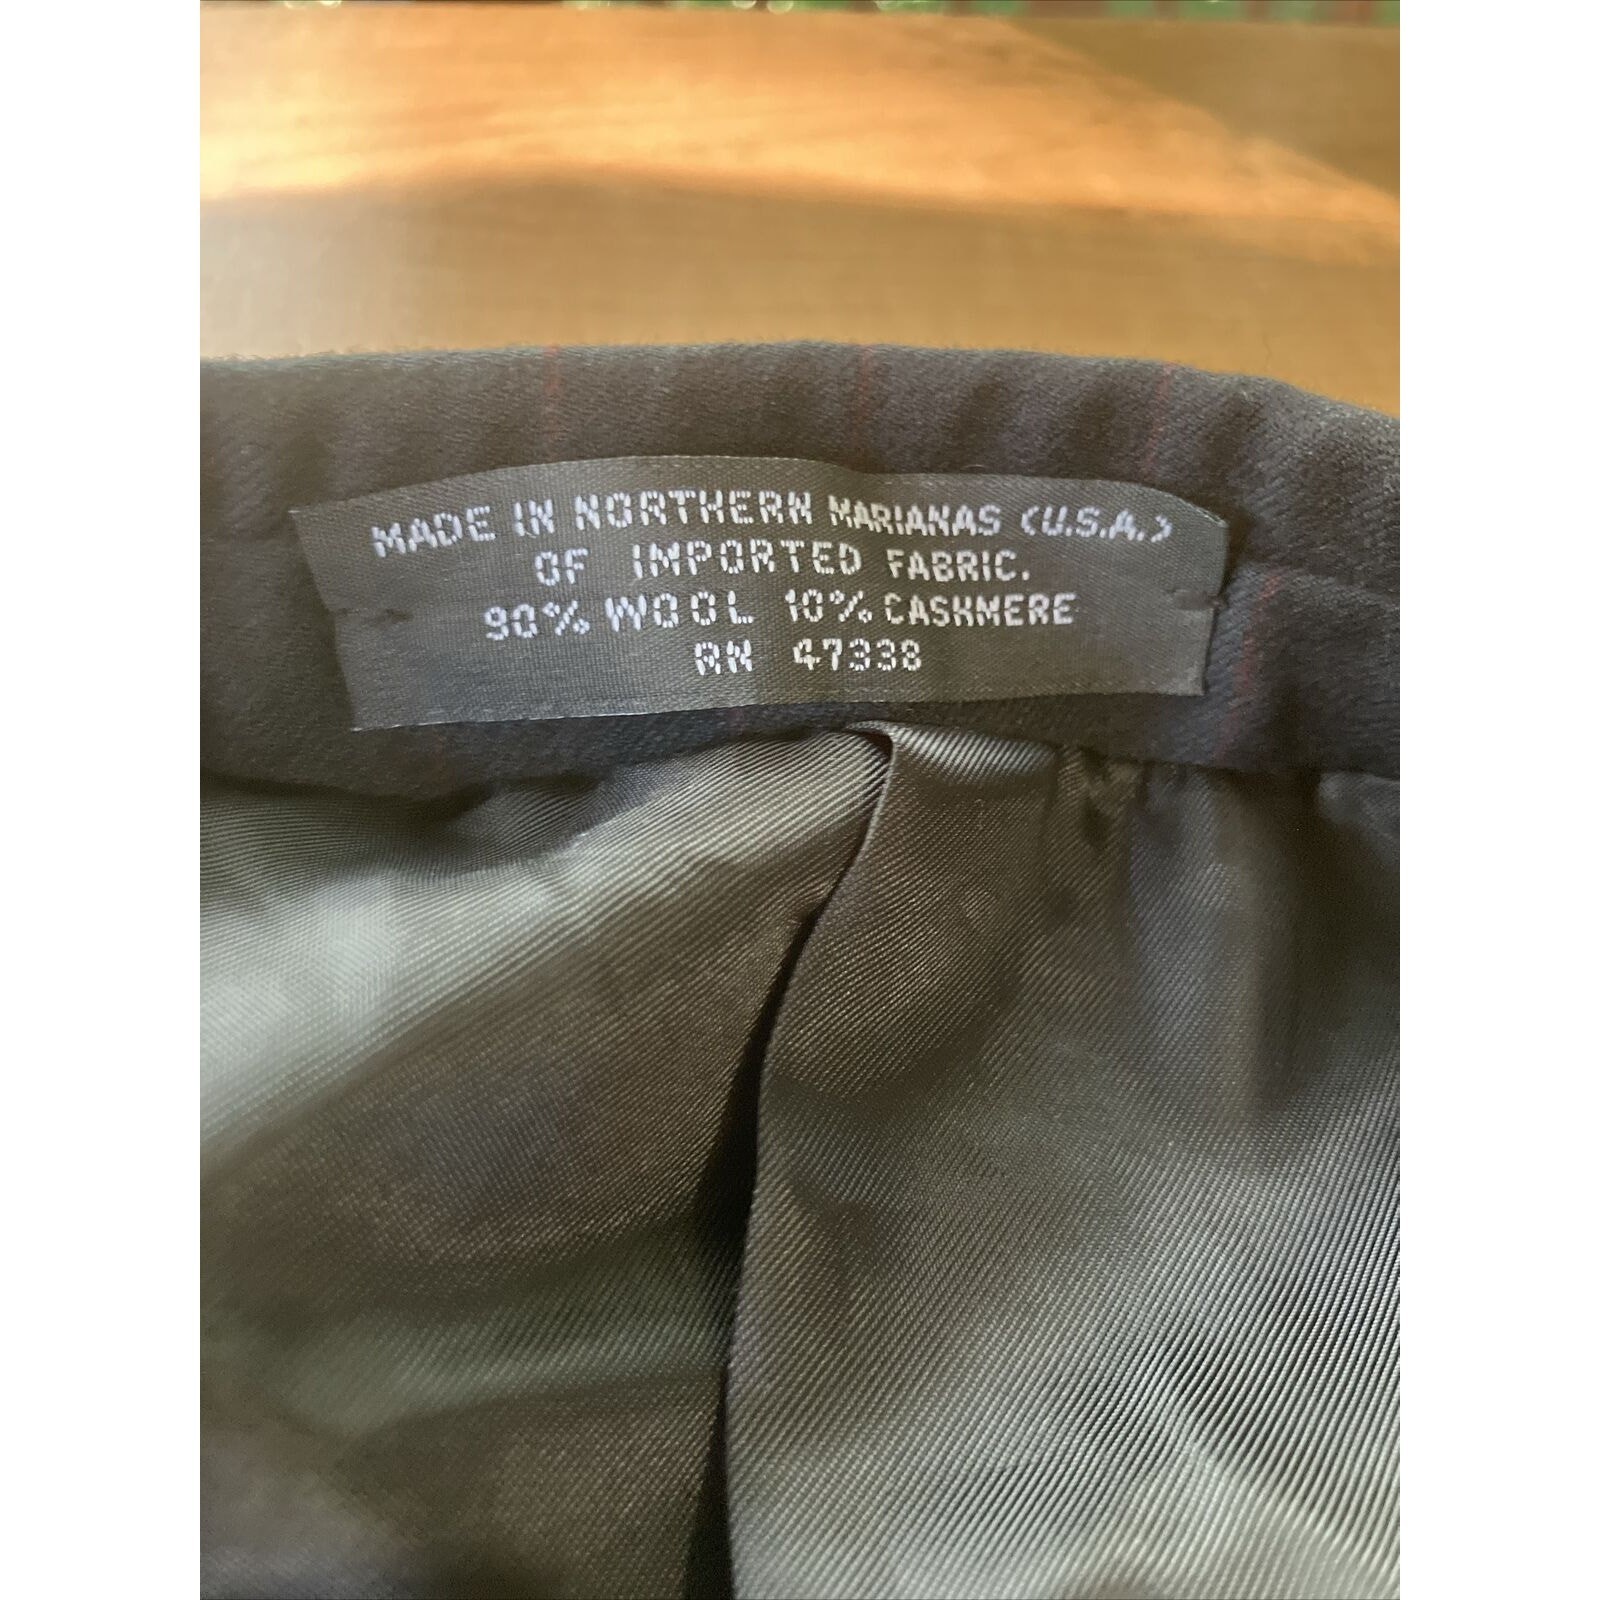 MADE IN NORTHERN MARIANAS (U.S.A.)
OF IMPORTED FABRIC.
90% WOOL 10% CASHMERE
RN 47338